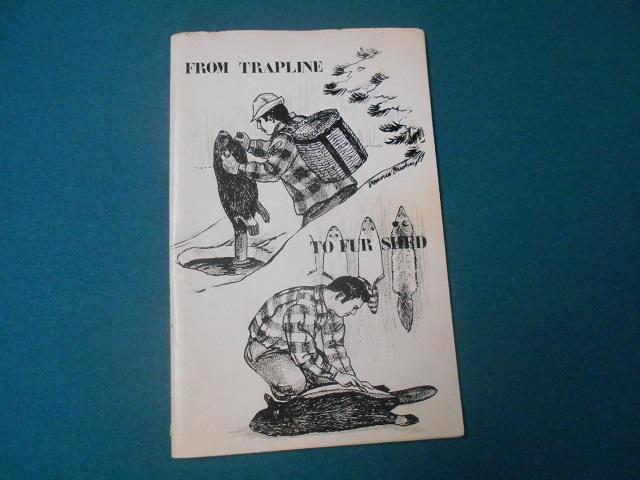 FROM TRAPLINE
TO FUR SHED